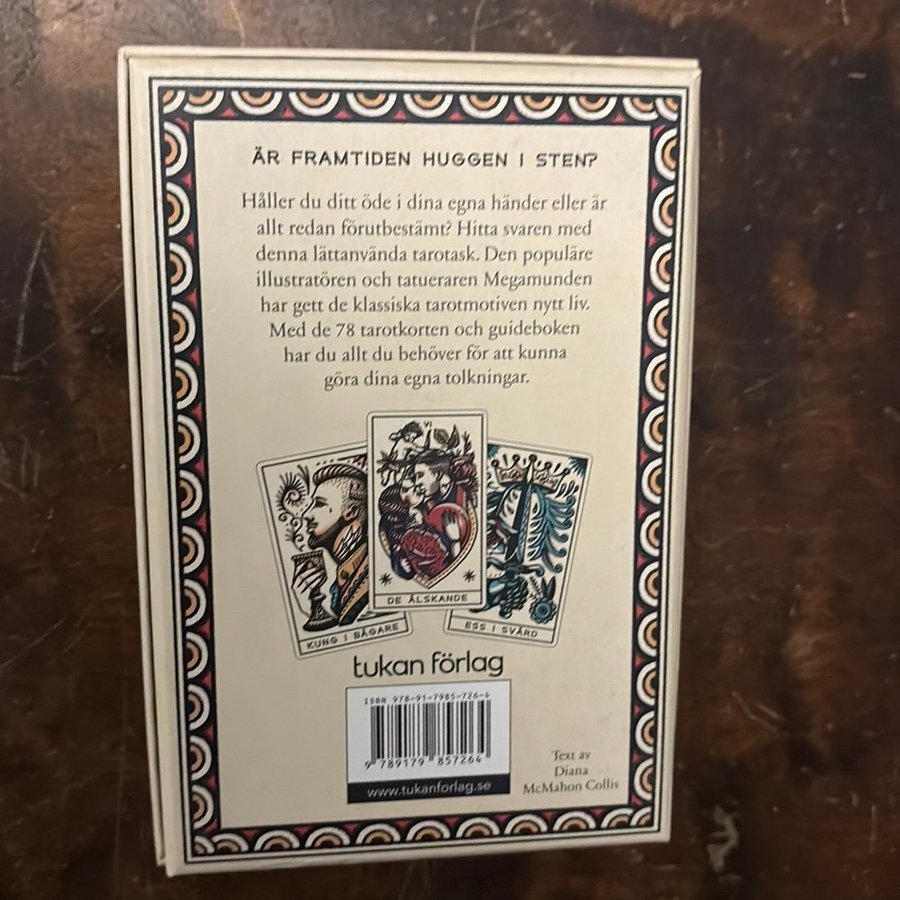 ÄR FRAMTIDEN HUGGEN I STEN?
Håller du ditt öde i dina egna händer eller är
allt redan förutbestämt? Hitta svaren med
denna lättanvända tarotask. Den populäre
illustratören och tatueraren Megamunden
har gett de klassiska tarotmotiven nytt liv.
Med de 78 tarotkorten och guideboken
har du allt du behöver för att kunna
göra dina egna tolkningar.
VI
KUNG I BÄGARE
DE ÄLSKANDE
ESS I SVÄRD
tukan förlag
ISBN 978-91-7985-726-4
9 789179 857264
www.tukanforlag.se
Text av
Diana
McMahon Collis